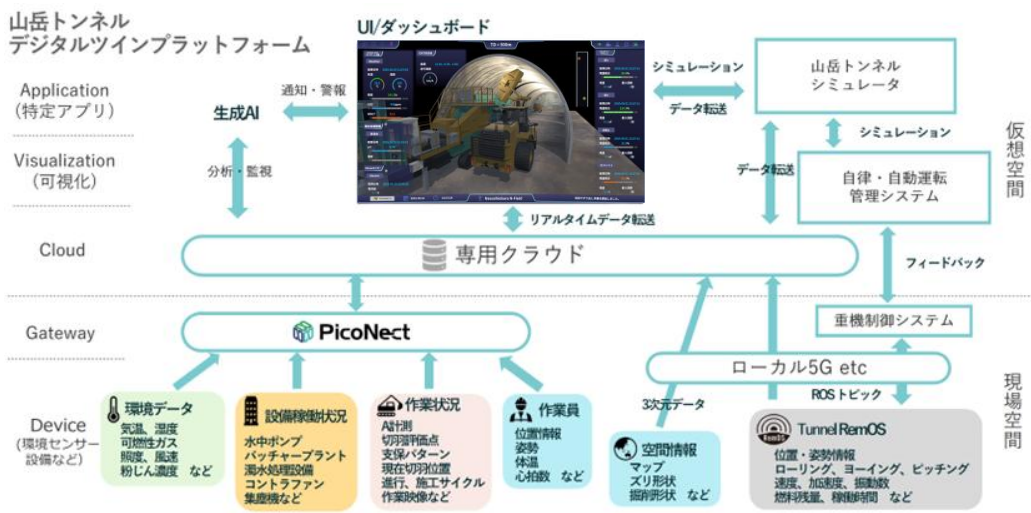 山岳トンネル
デジタルツインプラットフォーム
UI/ダッシュボード
Application
(特定アプリ)
生成AI
通知・警報
シミュレーション
データ転送
山岳トンネル
シミュレータ
シミュレーション
Visualization
(可視化)
分析・監視
データ転送
自律・自動運転
管理システム
仮想空間
リアルタイムデータ転送
Cloud
専用クラウド
フィードバック
Gateway
PicoNect
重機制御システム
ローカル5G etc
3次元データ
ROSトピック
現場空間
Device
(環境センサー
設備など)
環境データ
気温、湿度
可燃性ガス
照度、風速
粉じん濃度 など
設備稼動状況
水中ポンプ
バッチャープラント
濁水処理設備
コントラファン
集塵機など
作業状況
A計測
切羽評価点
支保パターン
現在切羽位置
進行、施工サイクル
作業映像など
作業員
位置情報
姿勢
体温
心拍数 など
空間情報
マップ
ズリ形状
掘削形状 など
RemOS
Tunnel RemOS
位置・姿勢情報
ローリング、ヨーイング、ピッチング
速度、加速度、振動数
燃料残量、稼働時間 など